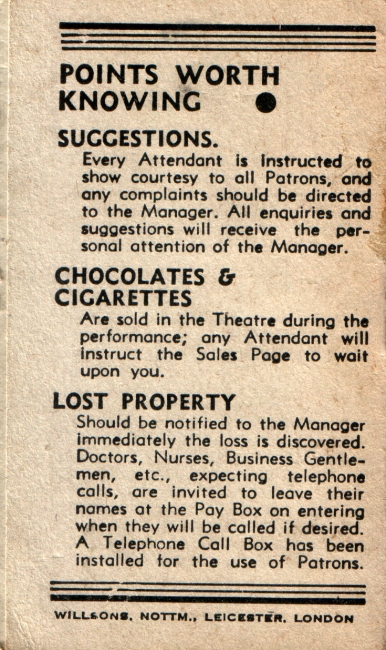 POINTS WORTH
KNOWING ●
SUGGESTIONS.
Every Attendant is instructed to
show courtesy to all Patrons, and
any complaints should be directed
to the Manager. All enquiries and
suggestions will receive the per-
sonal attention of the Manager.
CHOCOLATES &
CIGARETTES
Are sold in the Theatre during the
performance; any Attendant will
instruct the Sales Page to wait
upon you.
LOST PROPERTY
Should be notified to the Manager
immediately the loss is discovered.
Doctors, Nurses, Business Gentle-
men, etc., expecting telephone
calls, are invited to leave their
names at the Pay Box on entering
when they will be called if desired.
A Telephone Call Box has been
installed for the use of Patrons.
WILLSONS, NOTTM., LEICESTER, LONDON